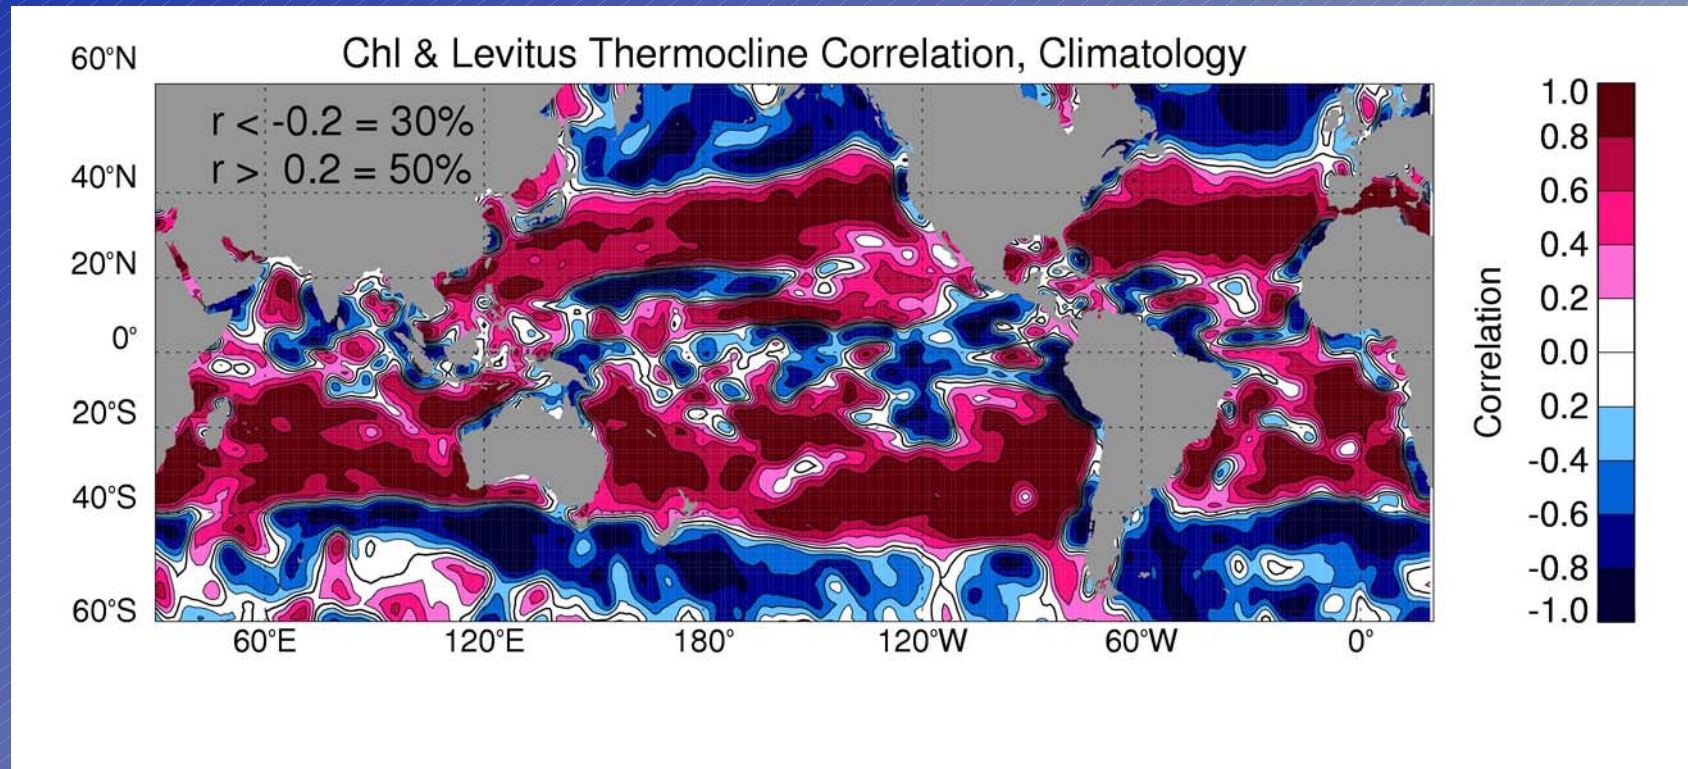 Chl & Levitus Thermocline Correlation, Climatology
r < -0.2 = 30%
r > 0.2 = 50%
60°N
40°N
20°N
0°
20°S
40°S
60°S
60°E 120°E 180° 120°W 60°W 0°
Correlation
1.0
0.8
0.6
0.4
0.2
0.0
0.2
-0.4
-0.6
-0.8
-1.0